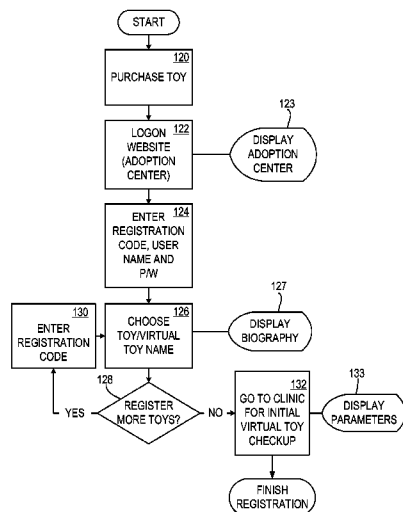 START
120
PURCHASE TOY
122
LOGON
WEBSITE
(ADOPTION
CENTER)
123
DISPLAY
ADOPTION
CENTER
124
ENTER
REGISTRATION
CODE, USER
NAME AND
P/W
130
ENTER
REGISTRATION
CODE
126
CHOOSE
TOY/VIRTUAL
TOY NAME
127
DISPLAY
BIOGRAPHY
128
REGISTER
MORE TOYS?
YES
NO
132
GO TO CLINIC
FOR INITIAL
VIRTUAL TOY
CHECKUP
133
DISPLAY
PARAMETERS
FINISH
REGISTRATION